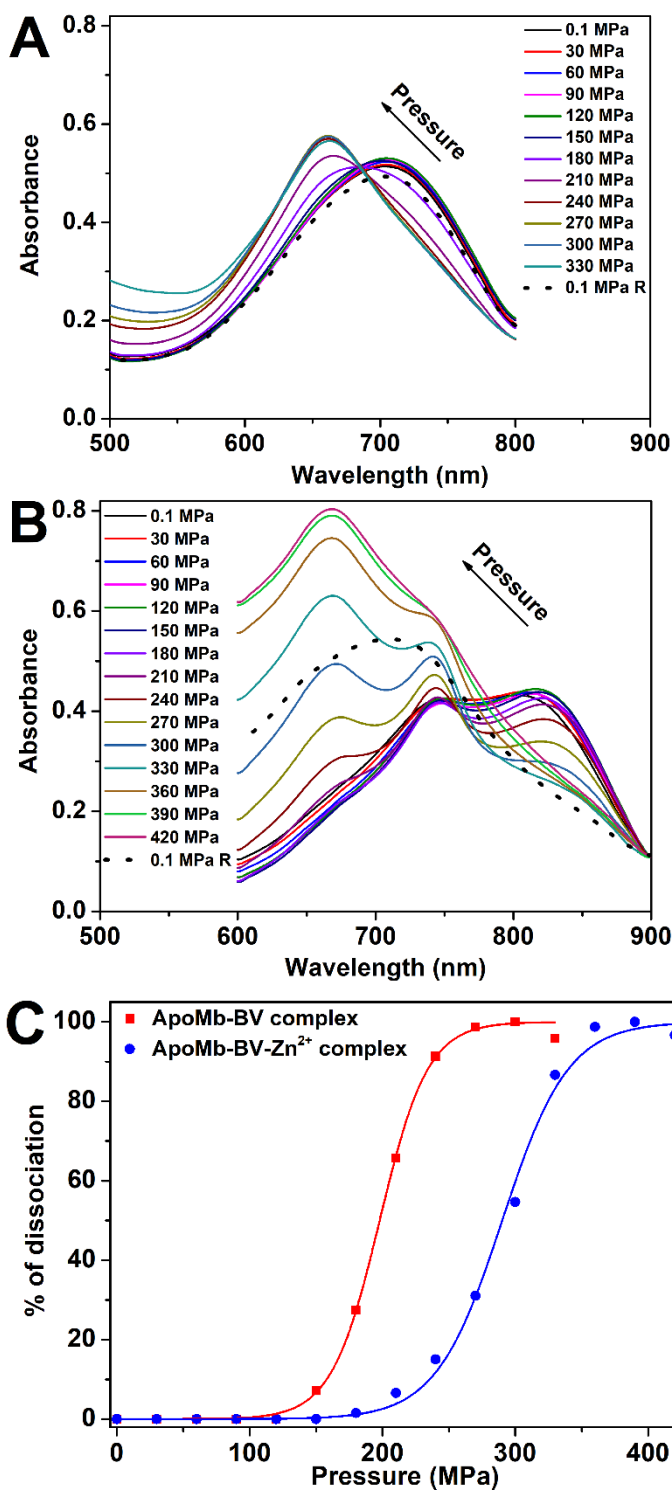 A
0.8
0.6
0.4
0.2
0.0
Absorbance
500 600 700 800 900
Wavelength (nm)
Pressure
0.1 MPa
30 MPa
60 MPa
90 MPa
120 MPa
150 MPa
180 MPa
210 MPa
240 MPa
270 MPa
300 MPa
330 MPa
0.1 MPa R
B
0.8
0.6
0.4
0.2
0.0
Absorbance
500 600 700 800 900
Wavelength (nm)
Pressure
0.1 MPa
30 MPa
60 MPa
90 MPa
120 MPa
150 MPa
180 MPa
210 MPa
240 MPa
270 MPa
300 MPa
330 MPa
360 MPa
390 MPa
420 MPa
0.1 MPa R
C
100
80
60
40
20
0
% of dissociation
0 100 200 300 400
Pressure (MPa)
ApoMb-BV complex
ApoMb-BV-Zn²⁺ complex